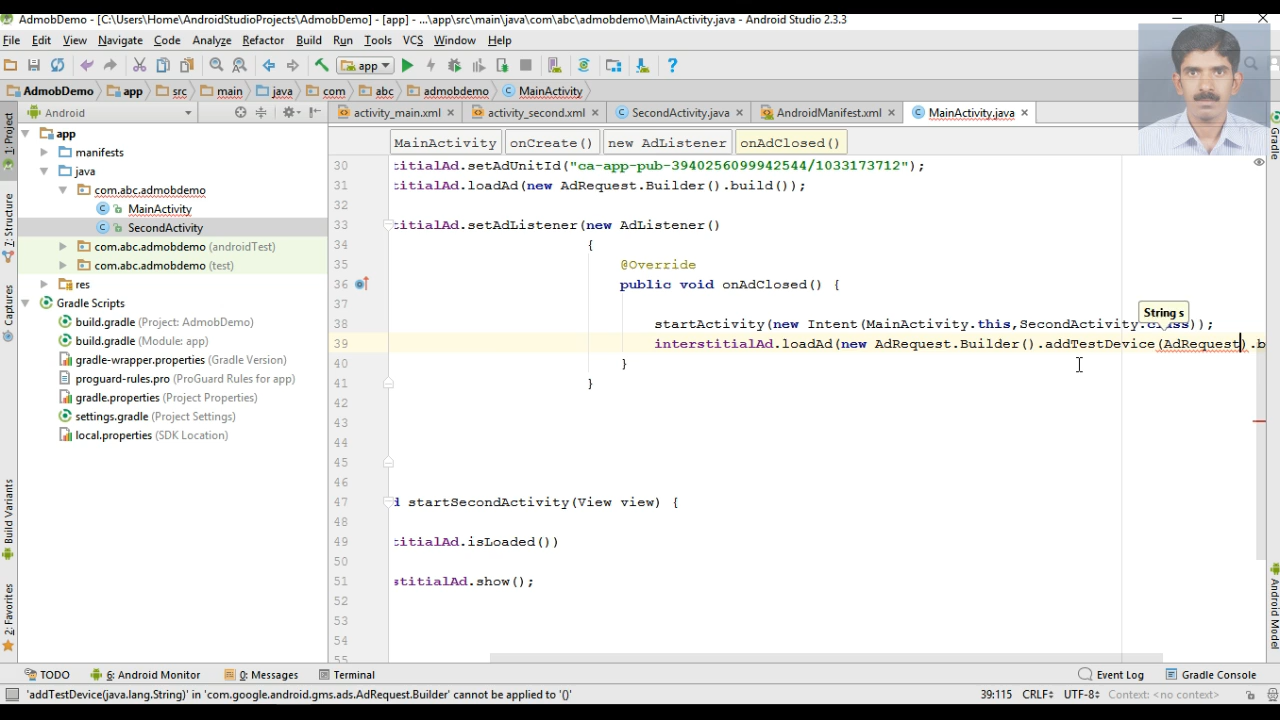 AdmobDemo - [C:\Users\Home\AndroidStudioProjects\AdmobDemo] - [app] - ...\app\src\main\java\com\abc\admobdemo\MainActivity.java - Android Studio 2.3.3
File Edit View Navigate Code Analyze Refactor Build Run Tools VCS Window Help
app
AdmobDemo app src main java com abc admobdemo MainActivity
Android activity_main.xml activity_second.xml SecondActivity.java AndroidManifest.xml MainActivity.java
1: Project
Z: Structure
Captures
Build Variants
2: Favorites
app
manifests
java
com.abc.admobdemo
MainActivity
SecondActivity
com.abc.admobdemo (androidTest)
com.abc.admobdemo (test)
res
Gradle Scripts
build.gradle (Project: AdmobDemo)
build.gradle (Module: app)
gradle-wrapper.properties (Gradle Version)
proguard-rules.pro (ProGuard Rules for app)
gradle.properties (Project Properties)
settings.gradle (Project Settings)
local.properties (SDK Location)
MainActivity onCreate() new AdListener onAdClosed()
30 titialAd.setAdUnitId("ca-app-pub-3940256099942544/1033173712");
31 titialAd.loadAd(new AdRequest.Builder().build());
32
33 titialAd.setAdListener(new AdListener()
34 {
35 @Override
36 public void onAdClosed() {
37
String s
38 startActivity(new Intent(MainActivity.this,SecondActivity.class));
39 interstitialAd.loadAd(new AdRequest.Builder().addTestDevice(AdRequest).b
40 }
41 }
42
43
44
45
46
47 d startSecondActivity(View view) {
48
49 titialAd.isLoaded())
50
51 stitialAd.show();
52
53
54
55
Gradle
Android Model
TODO 6: Android Monitor 0: Messages Terminal Event Log Gradle Console
'addTestDevice(java.lang.String)' in 'com.google.android.gms.ads.AdRequest.Builder' cannot be applied to '()' 39:115 CRLF UTF-8 Context: <no context>